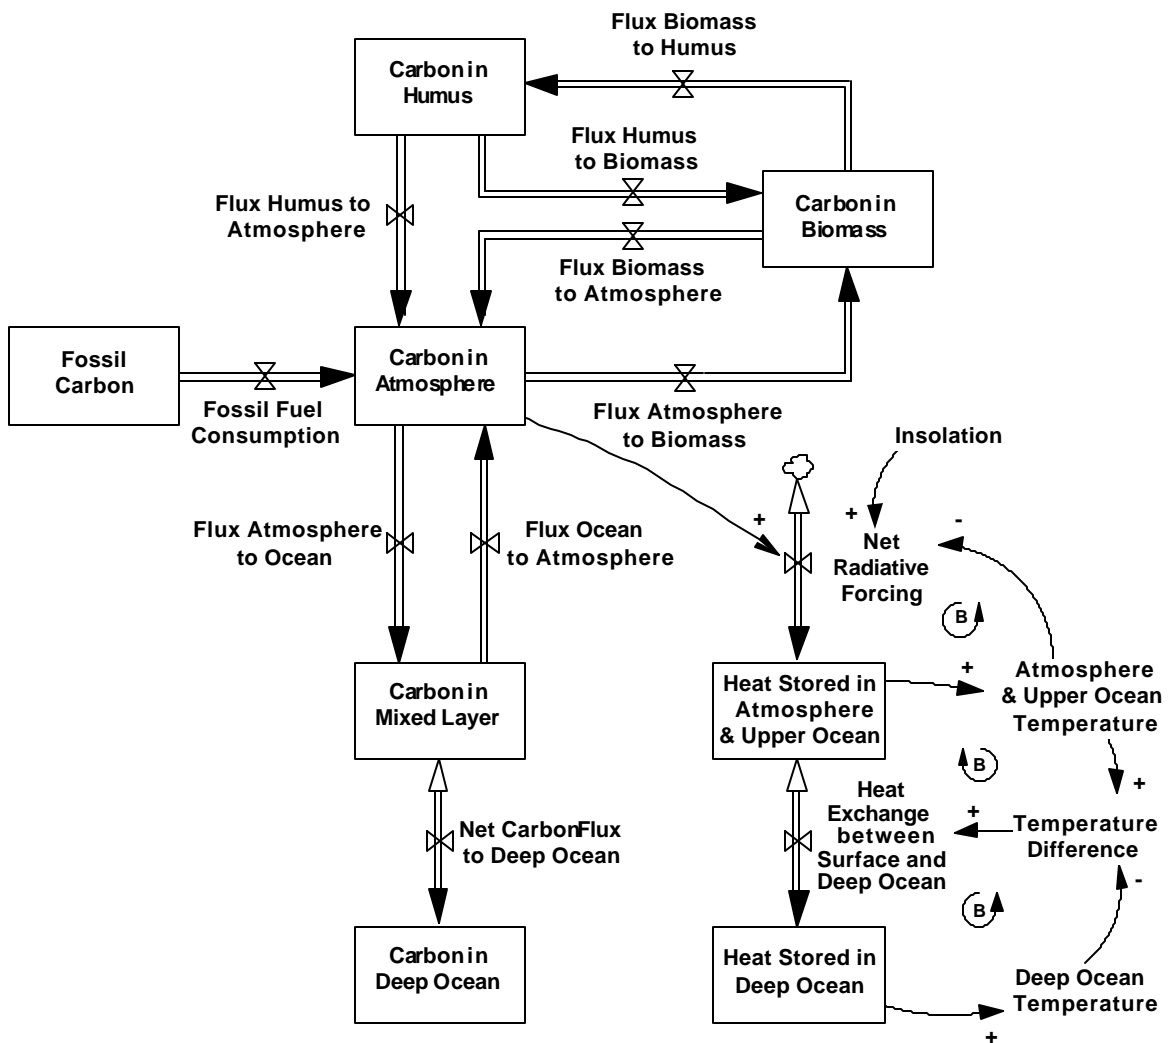 Flux Biomass
to Humus
Carbon in
Humus
Flux Humus
to Biomass
Flux Humus to
Atmosphere
Carbon in
Biomass
Flux Biomass
to Atmosphere
Fossil
Carbon
Carbon in
Atmosphere
Fossil Fuel
Consumption
Flux Atmosphere
to Biomass
Insolation
+
+
-
Flux Atmosphere
to Ocean
Flux Ocean
to Atmosphere
Net
Radiative
Forcing
B
Carbon in
Mixed Layer
Heat Stored in
Atmosphere
& Upper Ocean
+
Atmosphere
& Upper Ocean
Temperature
B
+
Net Carbon Flux
to Deep Ocean
Heat
Exchange
between
Surface and
Deep Ocean
+
Temperature
Difference
-
B
Carbon in
Deep Ocean
Heat Stored in
Deep Ocean
Deep Ocean
Temperature
+